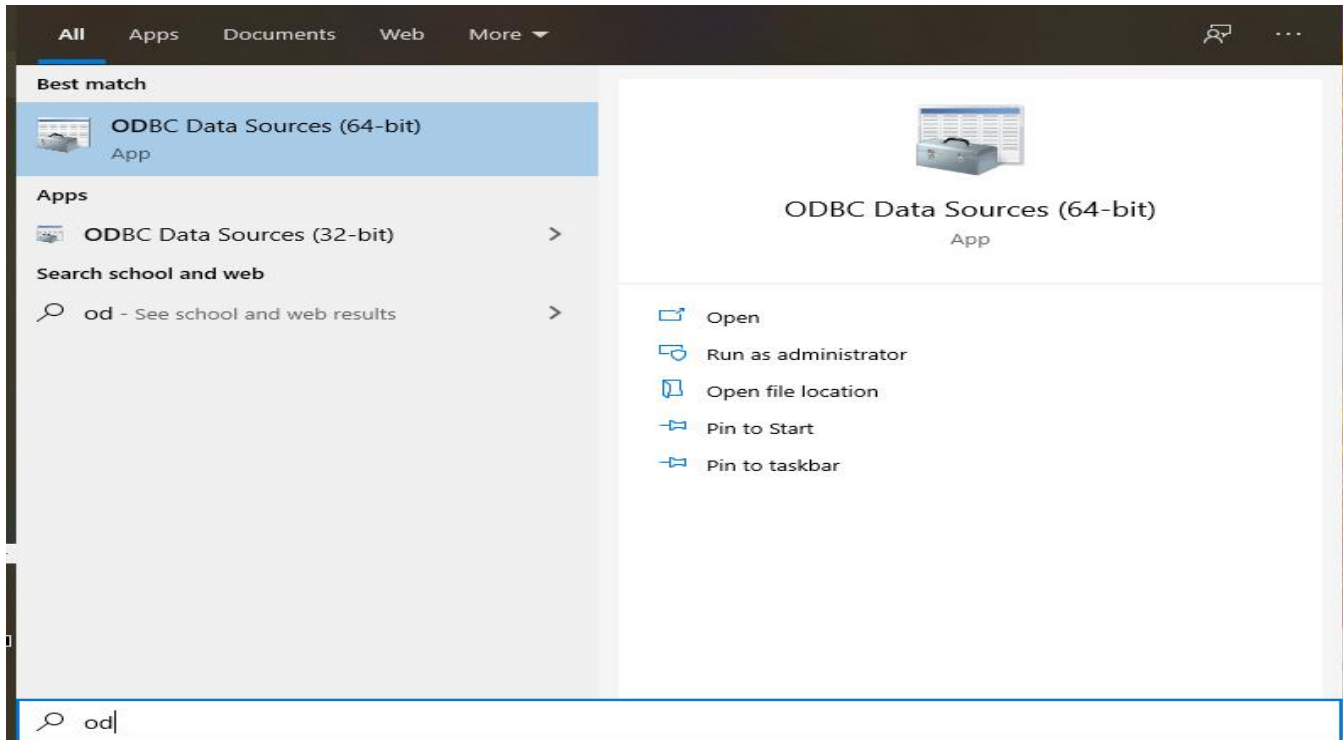 All Apps Documents Web More
Best match
ODBC Data Sources (64-bit)
App
Apps
ODBC Data Sources (32-bit)
Search school and web
od - See school and web results
ODBC Data Sources (64-bit)
App
Open
Run as administrator
Open file location
Pin to Start
Pin to taskbar
od